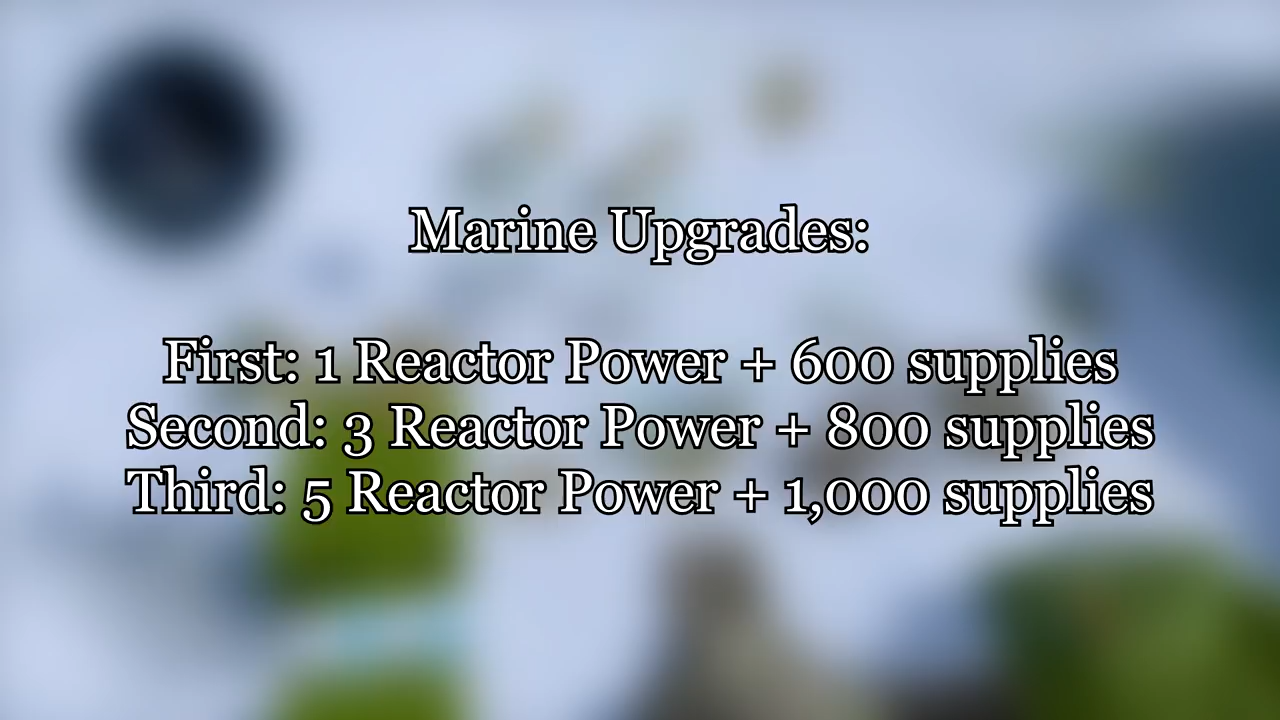 Marine Upgrades:
First: 1 Reactor Power + 600 supplies
Second: 3 Reactor Power + 800 supplies
Third: 5 Reactor Power + 1,000 supplies